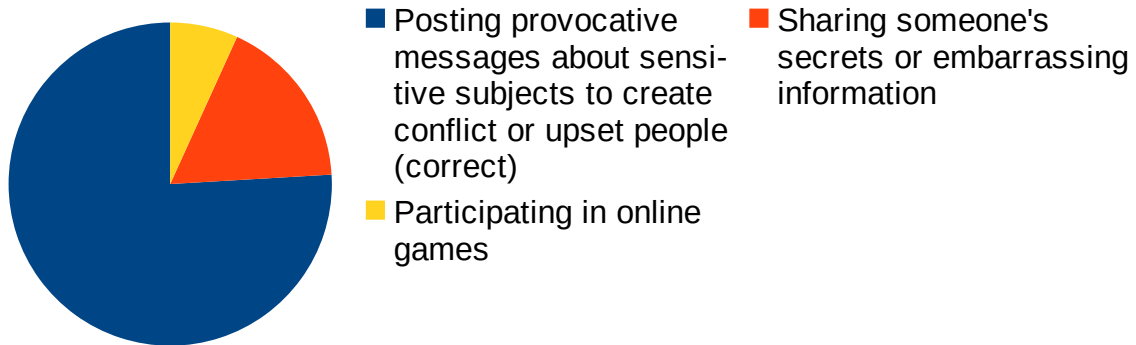 Posting provocative
messages about sensi-
tive subjects to create
conflict or upset people
(correct)
Sharing someone's
secrets or embarrassing
information
Participating in online
games